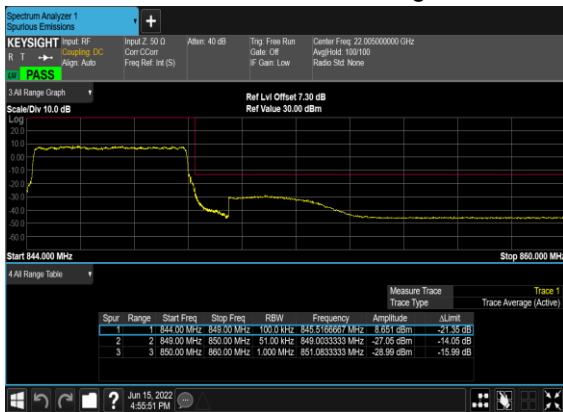 Spectrum Analyzer 1
Spurious Emissions
KEYSIGHT
R T
PASS
Input: RF
Coupling: DC
Align: Auto
Input Z: 50 Ω
Corr CCorr
Freq Ref: Int (S)
Atten: 40 dB
Trig: Free Run
Gate: Off
IF Gain: Low
Center Freq: 22.005000000 GHz
Avg|Hold: 100/100
Radio Std: None
3 All Range Graph
Scale/Div 10.0 dB
Ref Lvl Offset 7.30 dB
Ref Value 30.00 dBm
Log
20.0
10.0
0.00
-10.0
-20.0
-30.0
-40.0
-50.0
-60.0
Start 844.000 MHz
Stop 860.000 MHz
4 All Range Table
Measure Trace Trace 1
Trace Type Trace Average (Active)
Spur Range Start Freq Stop Freq RBW Frequency Amplitude ΔLimit
1 1 844.00 MHz 849.00 MHz 100.0 kHz 845.5166667 MHz 8.651 dBm -21.35 dB
2 2 849.00 MHz 850.00 MHz 51.00 kHz 849.0033333 MHz -27.05 dBm -14.05 dB
3 3 850.00 MHz 860.00 MHz 1.000 MHz 851.0833333 MHz -28.99 dBm -15.99 dB
?
Jun 15, 2022
4:55:51 PM